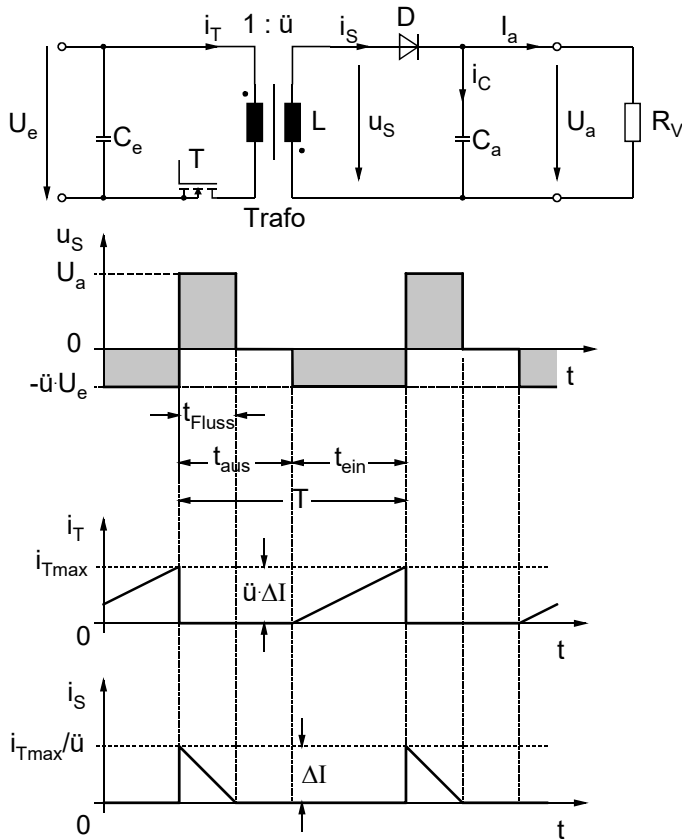 i_T 1 : ü i_S D I_a
i_C
U_e C_e T L u_S C_a U_a R_V
Trafo
u_S
U_a
0
t
-ü·U_e
t_Fluss
t_aus t_ein
T
i_T
i_Tmax
ü·ΔI
0
t
i_S
i_Tmax/ü
ΔI
0
t